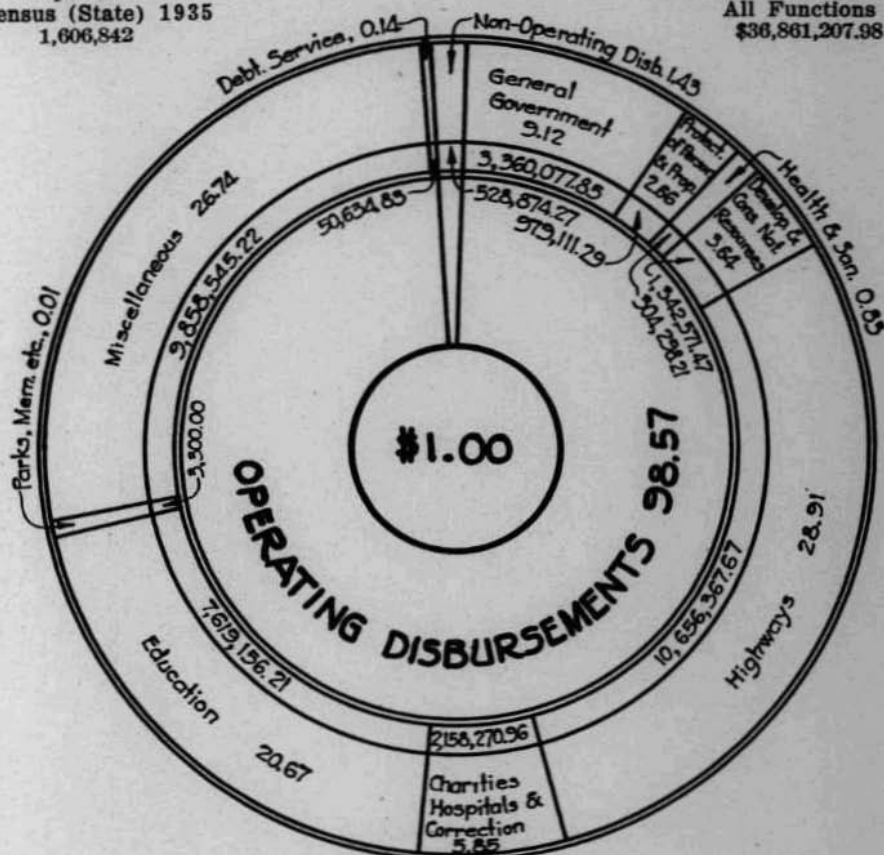 ensus (State) 1935
1,606,842
All Functions
$36,861,207.98
Debt. Service, 0.14
Non-Operating Disb. 1.43
General
Government
9.12
3,360,077.85
Protect.
of Person
& Prop.
2.66
Health & San. 0.83
Develop. &
Cons. Nat.
Resources
3.64
528,874.27
979,111.29
1,342,571.47
304,298.21
50,634.83
Miscellaneous 26.74
9,858,545.22
Parks, Mem. etc., 0.01
3,300.00
$1.00
OPERATING DISBURSEMENTS 98.57
Highways 28.91
10,656,367.67
7,619,156.21
Education 20.67
2,158,270.96
Charities
Hospitals &
Correction
5.85